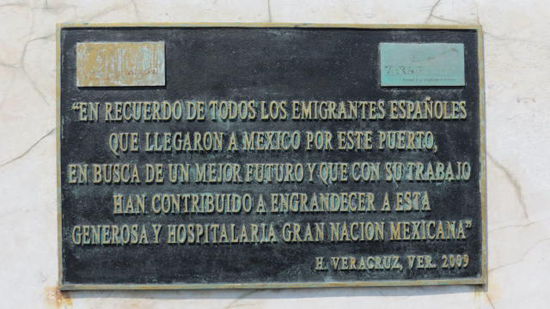 “EN RECUERDO DE TODOS LOS EMIGRANTES ESPAÑOLES
QUE LLEGARON A MEXICO POR ESTE PUERTO,
EN BUSCA DE UN MEJOR FUTURO Y QUE CON SU TRABAJO
HAN CONTRIBUIDO A ENGRANDECER A ESTA
GENEROSA Y HOSPITALARIA GRAN NACION MEXICANA”
H. VERACRUZ, VER. 2009